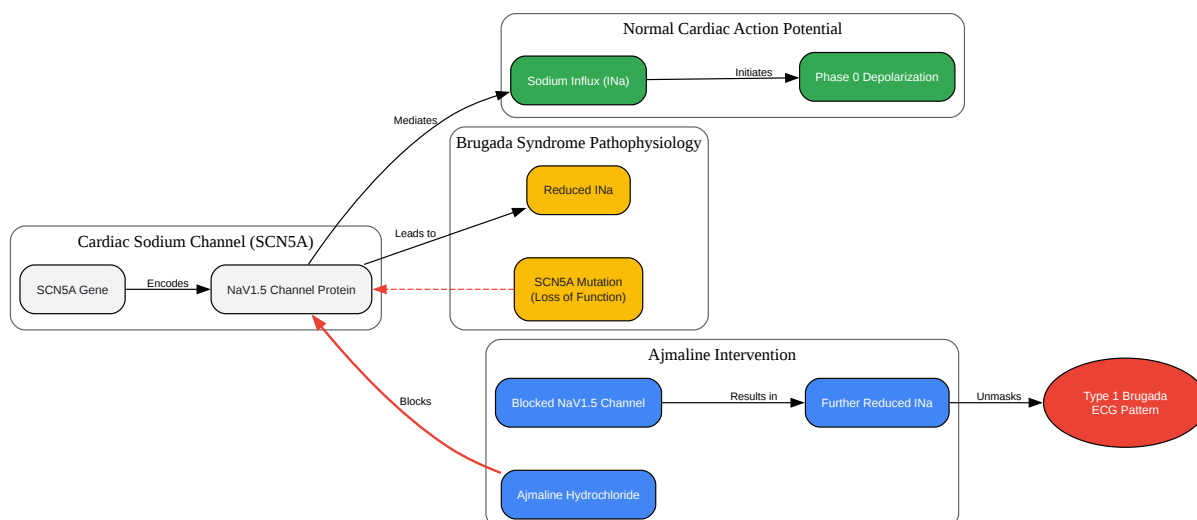 Normal Cardiac Action Potential
Sodium Influx (INa)
Initiates
Phase 0 Depolarization
Mediates
Brugada Syndrome Pathophysiology
Reduced INa
Leads to
Cardiac Sodium Channel (SCN5A)
SCN5A Gene
Encodes
NaV1.5 Channel Protein
SCN5A Mutation
(Loss of Function)
Ajmaline Intervention
Blocked NaV1.5 Channel
Results in
Further Reduced INa
Unmasks
Type 1 Brugada
ECG Pattern
Blocks
Ajmaline Hydrochloride